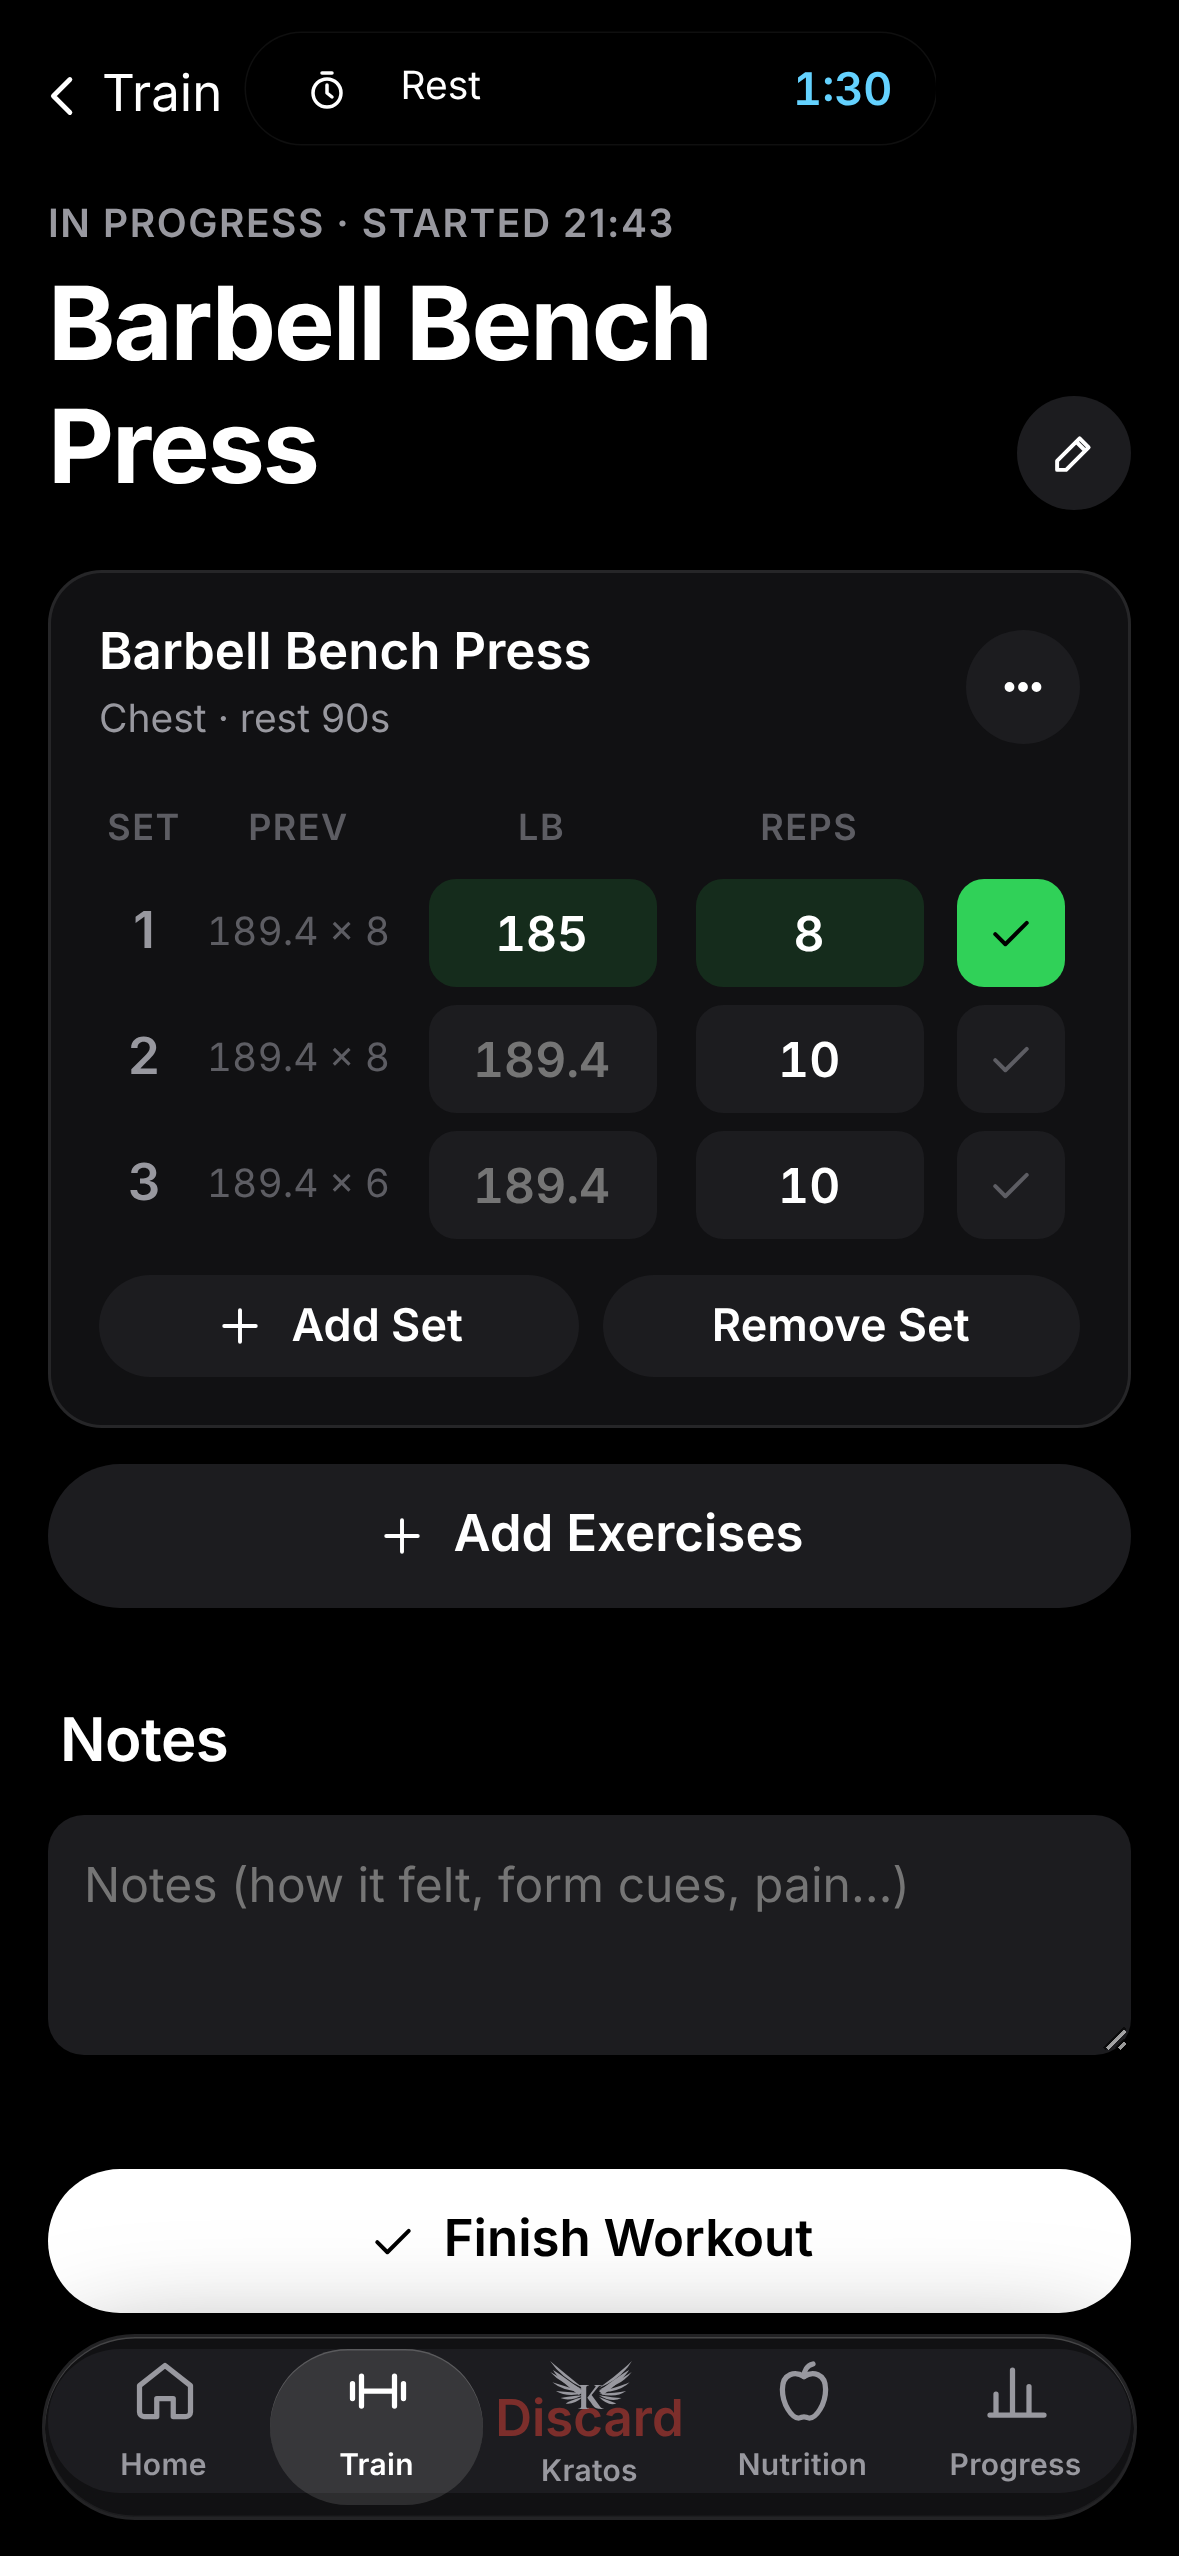 Train
Rest
1:30
IN PROGRESS · STARTED 21:43
Barbell Bench
Press
Barbell Bench Press
Chest · rest 90s
SET PREV LB REPS
1 189.4 × 8 185 8
2 189.4 × 8 189.4 10
3 189.4 × 6 189.4 10
Add Set
Remove Set
Add Exercises
Notes
Notes (how it felt, form cues, pain...)
Finish Workout
K
Discard
Home
Train
Kratos
Nutrition
Progress